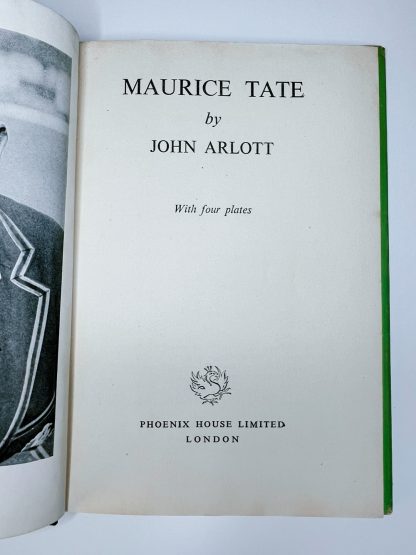 MAURICE TATE
by
JOHN ARLOTT
With four plates
PHOENIX HOUSE LIMITED
LONDON